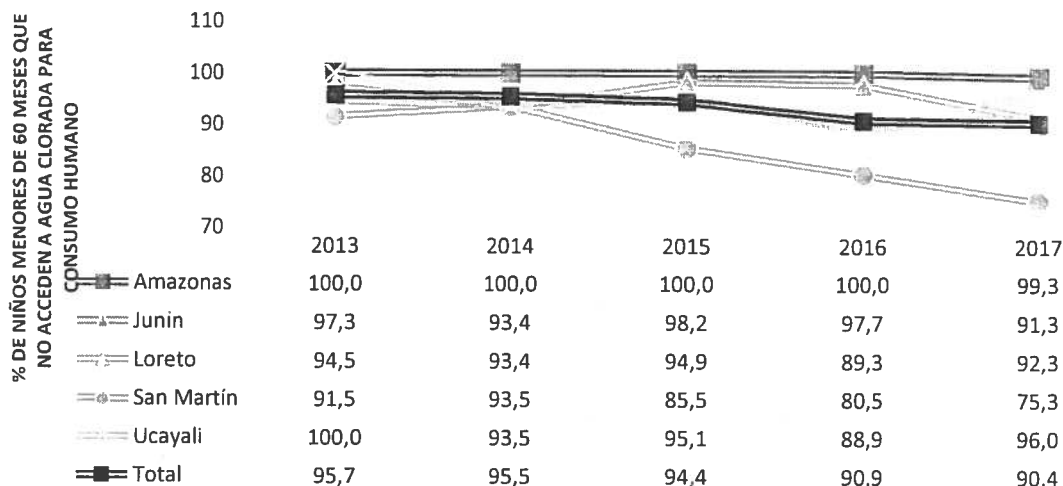 % DE NIÑOS MENORES DE 60 MESES QUE
NO ACCEDEN A AGUA CLORADA PARA
CONSUMO HUMANO
110
100
90
80
70
2013 2014 2015 2016 2017
Amazonas 100,0 100,0 100,0 100,0 99,3
Junin 97,3 93,4 98,2 97,7 91,3
Loreto 94,5 93,4 94,9 89,3 92,3
San Martín 91,5 93,5 85,5 80,5 75,3
Ucayali 100,0 93,5 95,1 88,9 96,0
Total 95,7 95,5 94,4 90,9 90,4